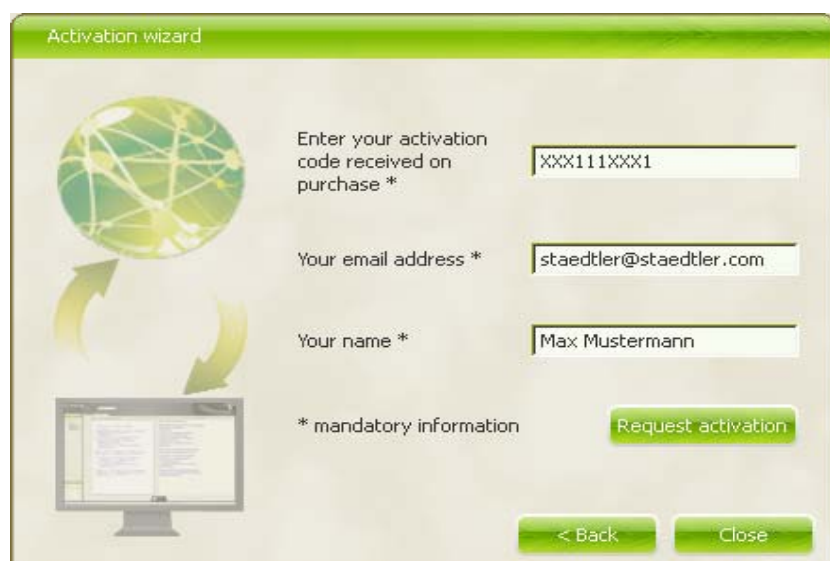 Activation wizard
Enter your activation
code received on
purchase *
XXX111XXX1
Your email address *
staedtler@staedtler.com
Your name *
Max Mustermann
* mandatory information
Request activation
< Back
Close